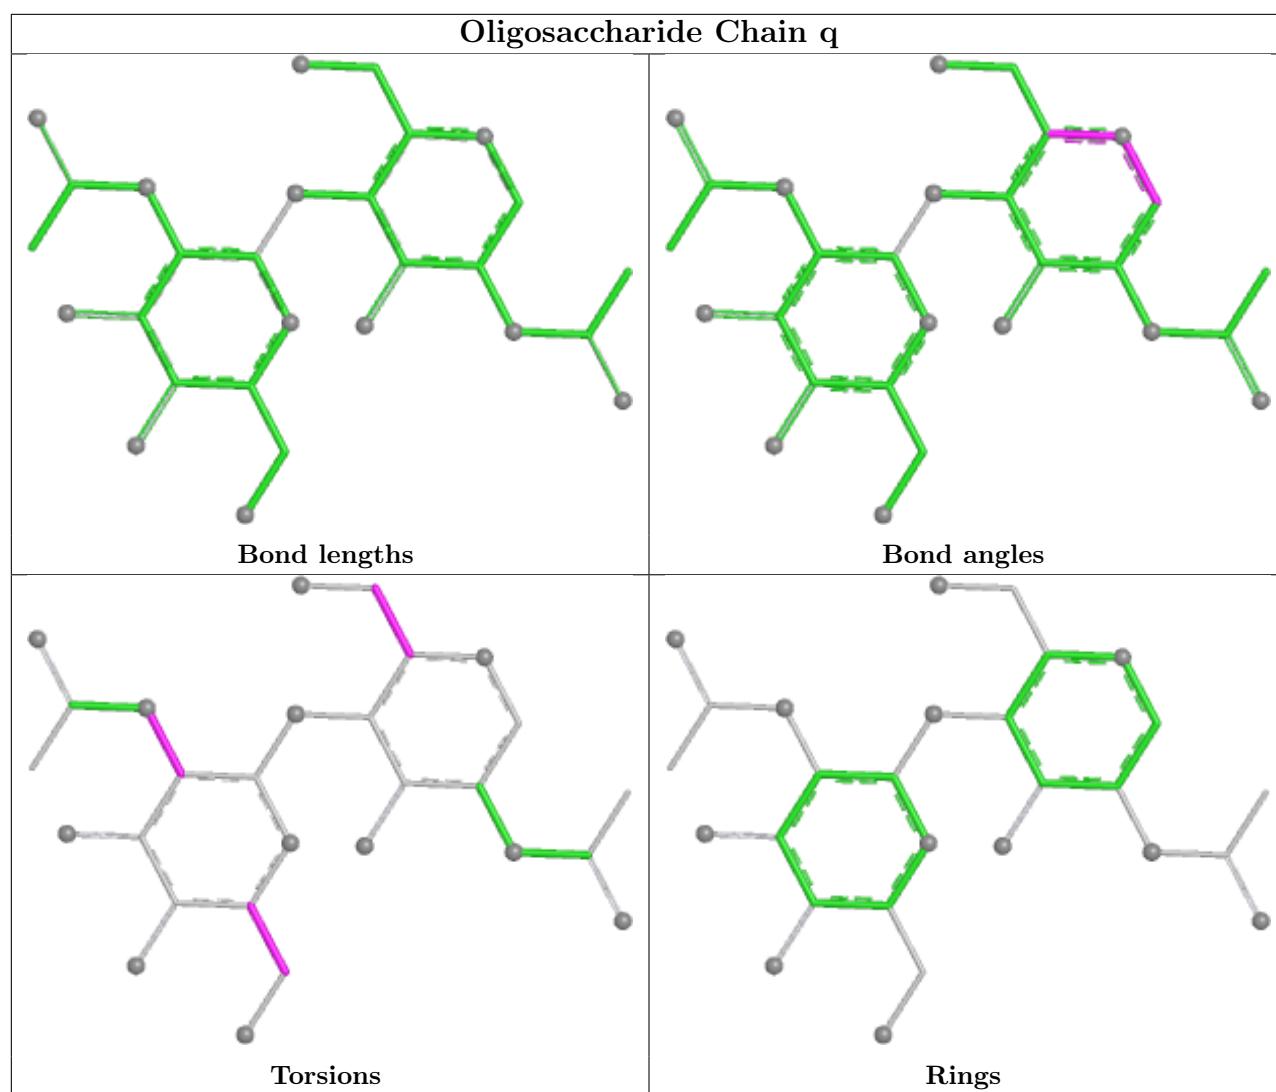 Oligosaccharide Chain q
Bond lengths
Bond angles
Torsions
Rings